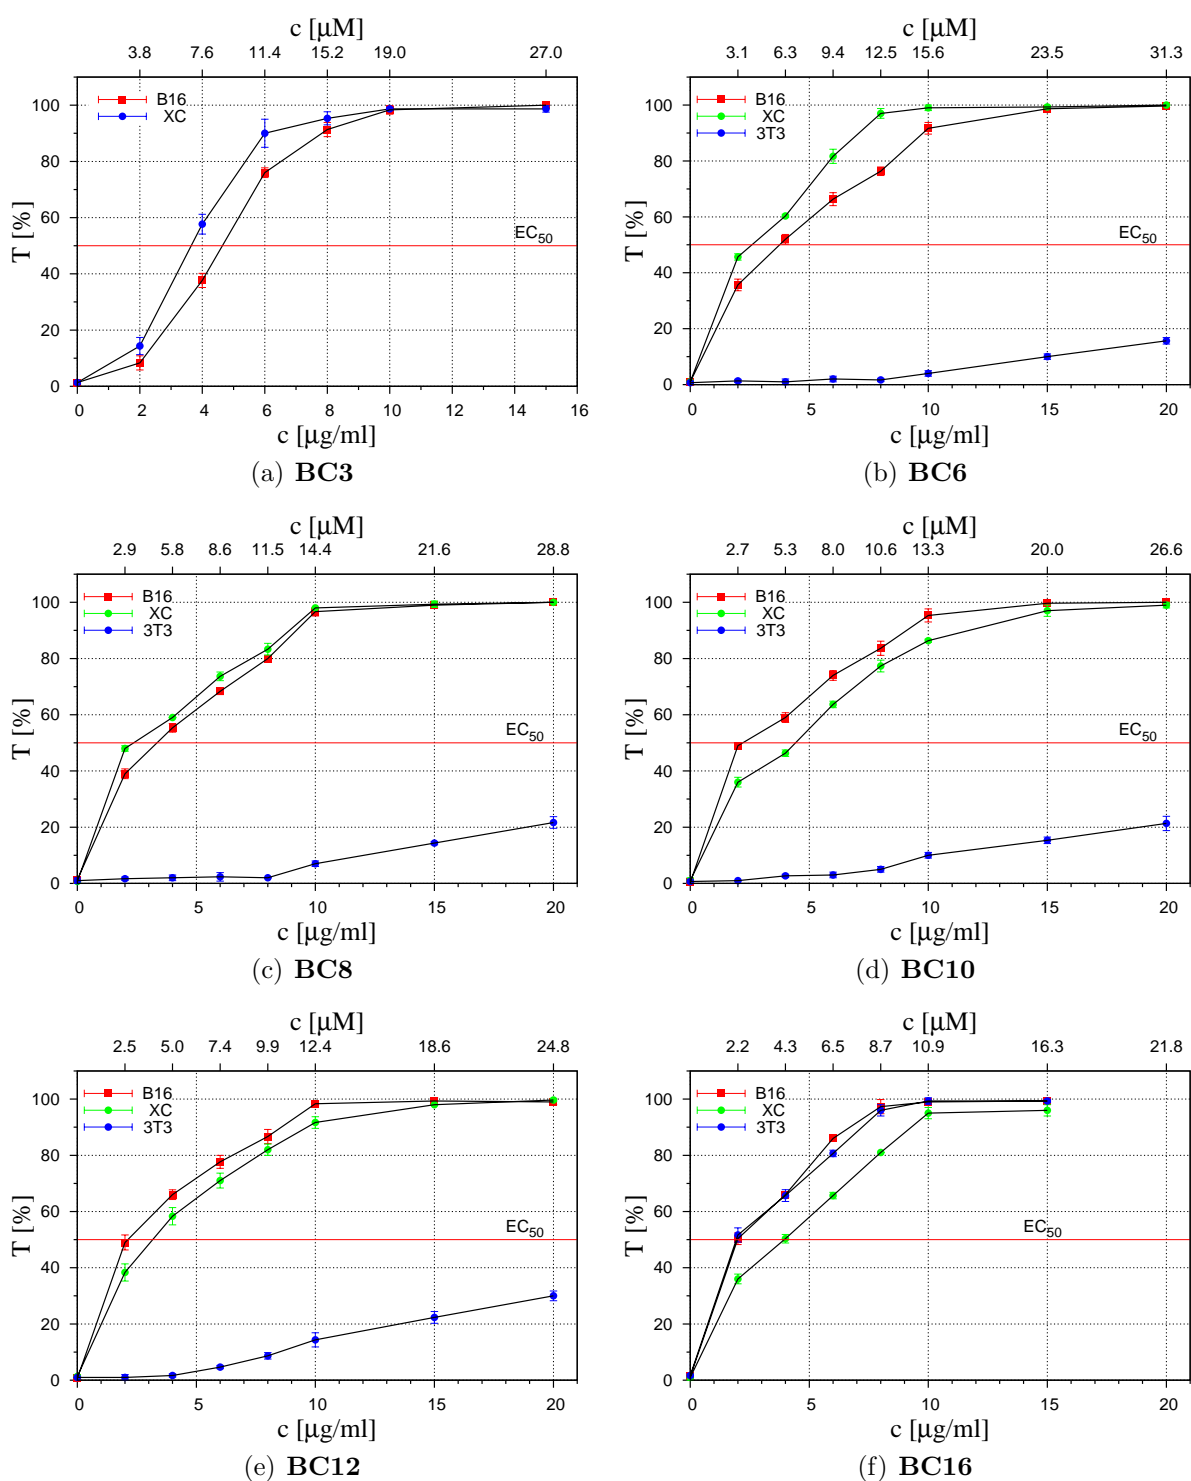 c [µM]
3.8 7.6 11.4 15.2 19.0 27.0
T [%]
100
80
60
40
20
0
B16
XC
EC50
0 2 4 6 8 10 12 14 16
c [µg/ml]
(a) BC3
c [µM]
3.1 6.3 9.4 12.5 15.6 23.5 31.3
T [%]
100
80
60
40
20
0
B16
XC
3T3
EC50
0 5 10 15 20
c [µg/ml]
(b) BC6
c [µM]
2.9 5.8 8.6 11.5 14.4 21.6 28.8
T [%]
100
80
60
40
20
0
B16
XC
3T3
EC50
0 5 10 15 20
c [µg/ml]
(c) BC8
c [µM]
2.7 5.3 8.0 10.6 13.3 20.0 26.6
T [%]
100
80
60
40
20
0
B16
XC
3T3
EC50
0 5 10 15 20
c [µg/ml]
(d) BC10
c [µM]
2.5 5.0 7.4 9.9 12.4 18.6 24.8
T [%]
100
80
60
40
20
0
B16
XC
3T3
EC50
0 5 10 15 20
c [µg/ml]
(e) BC12
c [µM]
2.2 4.3 6.5 8.7 10.9 16.3 21.8
T [%]
100
80
60
40
20
0
B16
XC
3T3
EC50
0 5 10 15 20
c [µg/ml]
(f) BC16